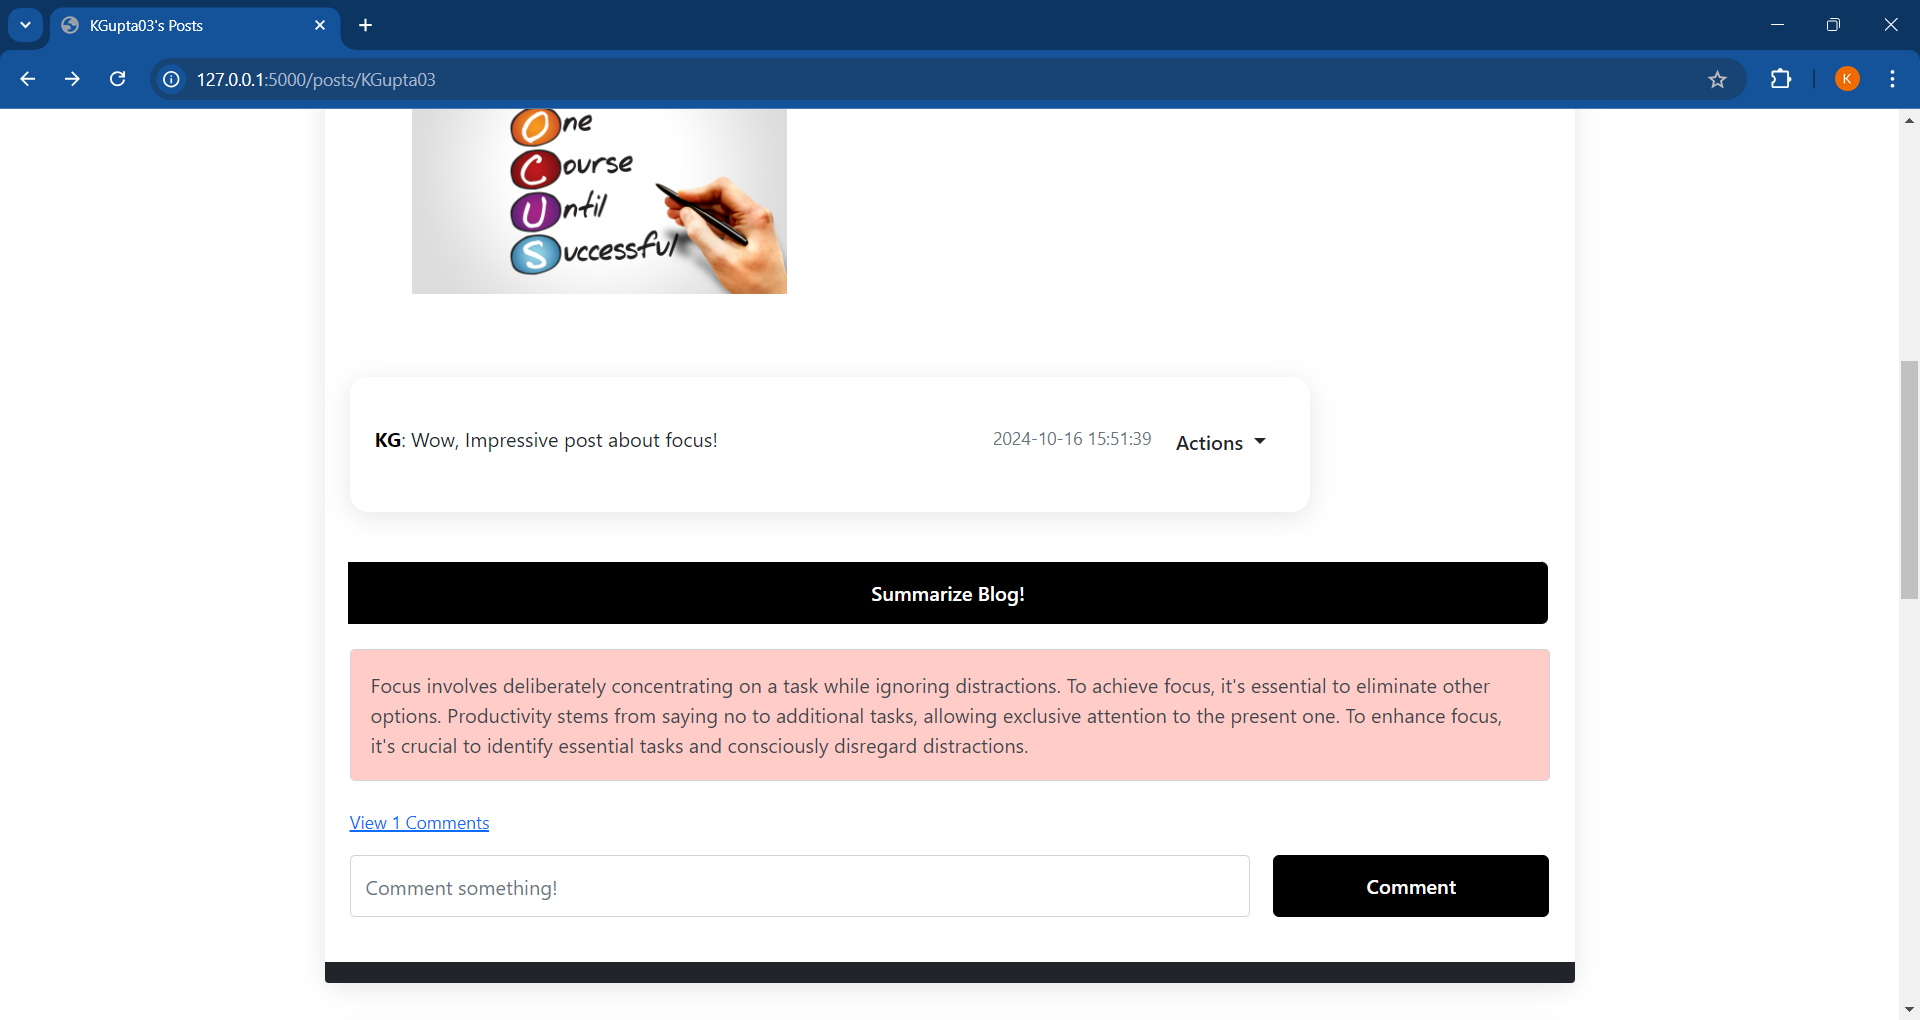 KGupta03's Posts
127.0.0.1:5000/posts/KGupta03
K
One
Course
Until
Successful
KG: Wow, Impressive post about focus!
2024-10-16 15:51:39
Actions
Summarize Blog!
Focus involves deliberately concentrating on a task while ignoring distractions. To achieve focus, it's essential to eliminate other
options. Productivity stems from saying no to additional tasks, allowing exclusive attention to the present one. To enhance focus,
it's crucial to identify essential tasks and consciously disregard distractions.
View 1 Comments
Comment something!
Comment